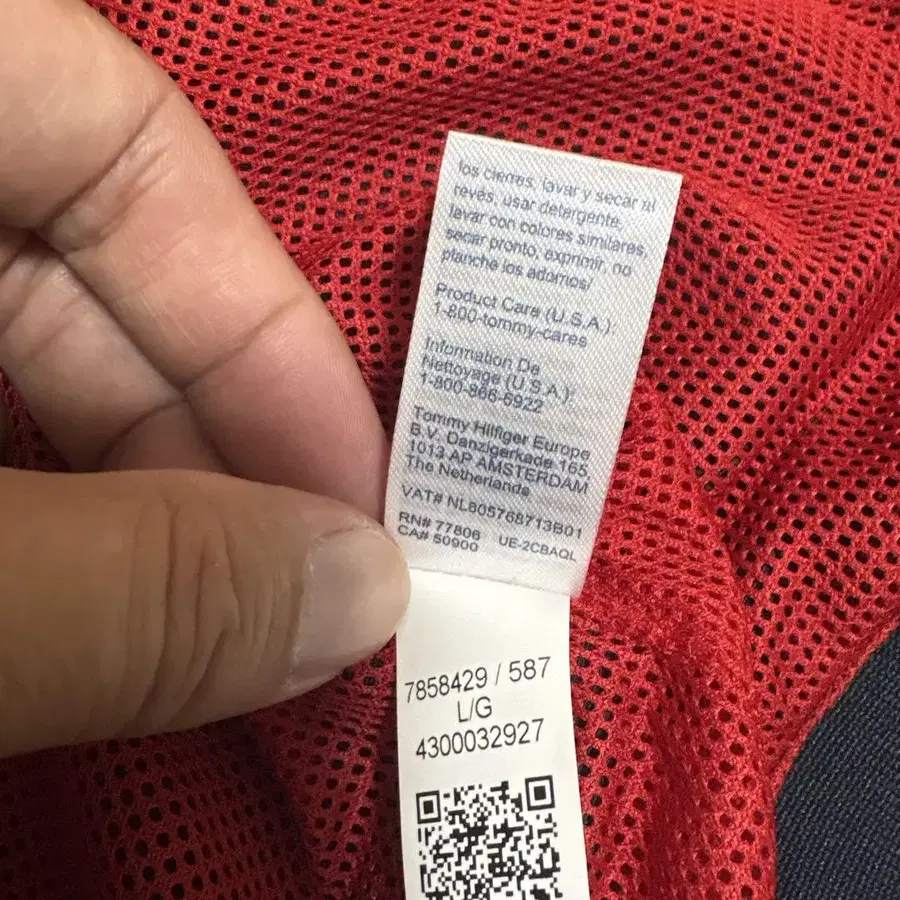 los cierres, lavar y secar al
revés, usar detergente,
lavar con colores similares,
secar pronto, exprimir, no
planche los adornos/
Product Care (U.S.A.):
1-800-tommy-cares
Information De
Nettoyage (U.S.A.):
1-800-866-6922
Tommy Hilfiger Europe
B.V. Danzigerkade 165
1013 AP AMSTERDAM
The Netherlands
VAT# NL805768713B01
RN# 77806
CA# 50900 UE-2CBAQL
7858429 / 587
L/G
4300032927